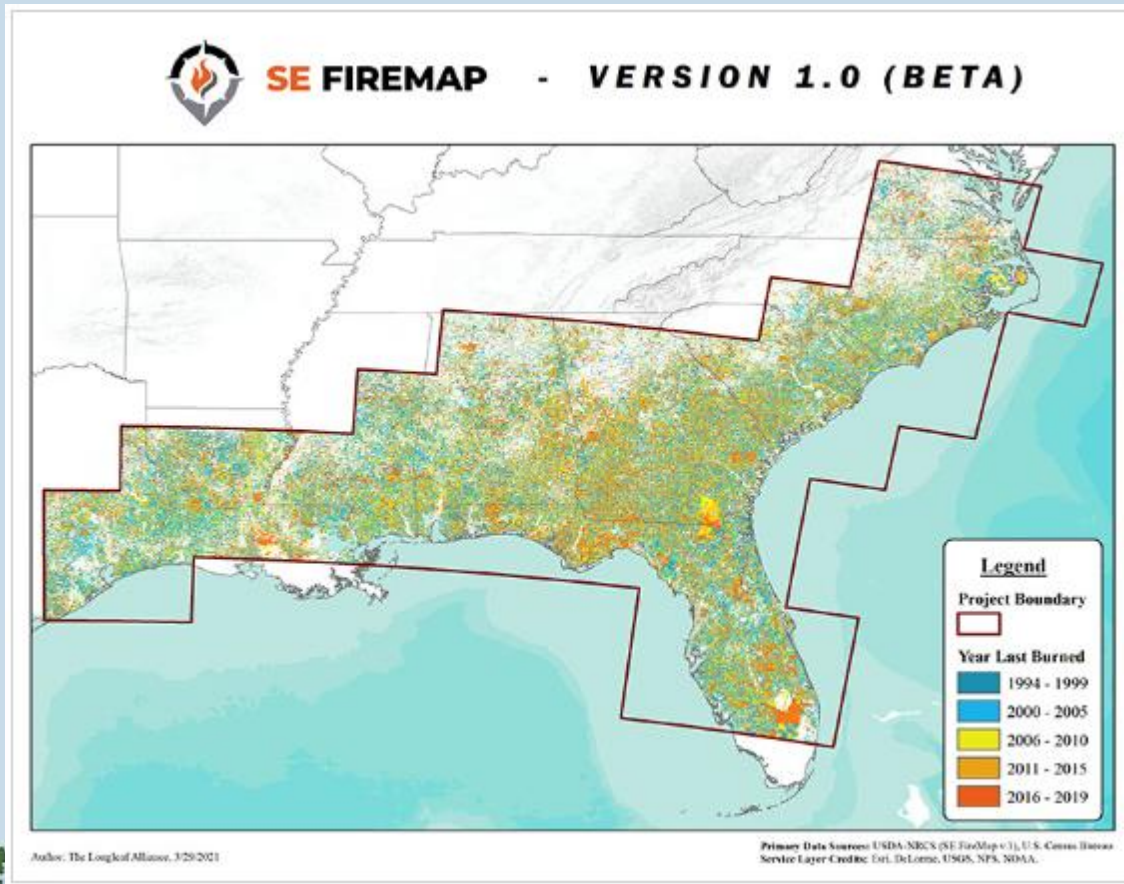 SE FIREMAP - VERSION 1.0 (BETA)
Legend
Project Boundary
Year Last Burned
1994 - 1999
2000 - 2005
2006 - 2010
2011 - 2015
2016 - 2019
Author: The Longleaf Alliance, 3/29/2021
Primary Data Sources: USDA-NRCS (SE FireMap v.1), U.S. Census Bureau
Service Layer Credits: Esri, DeLorme, USGS, NPS, NOAA.